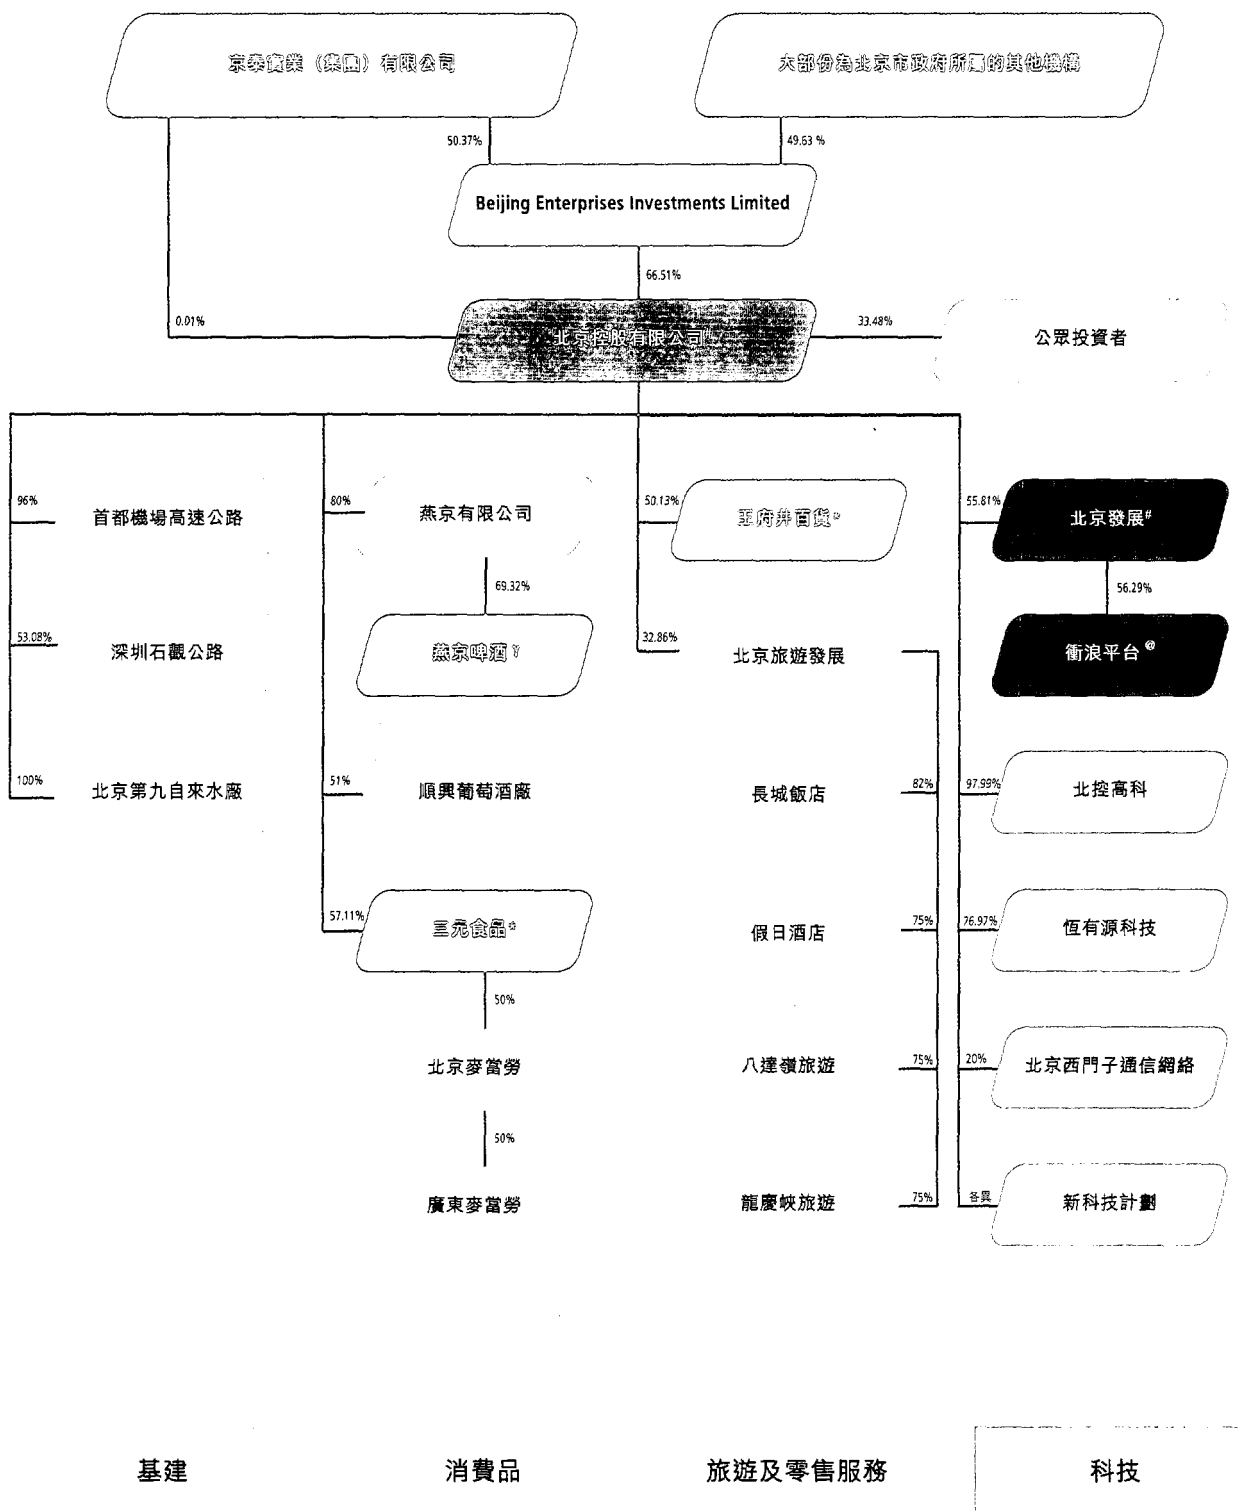 京泰實業（集團）有限公司
大部份為北京市政府所屬的其他機構
50.37%
49.63 %
Beijing Enterprises Investments Limited
66.51%
0.01%
北京控股有限公司#
33.48%
公眾投資者
96%
首都機場高速公路
80%
燕京有限公司
50.13%
王府井百貨*
55.81%
北京發展#
69.32%
56.29%
53.08%
深圳石觀公路
燕京啤酒
32.86%
北京旅遊發展
衝浪平台@
100%
北京第九自來水廠
51%
順興葡萄酒廠
長城飯店
82%
97.99%
北控高科
57.11%
三元食品*
假日酒店
75%
76.97%
恆有源科技
50%
北京麥當勞
八達嶺旅遊
75%
20%
北京西門子通信網絡
50%
廣東麥當勞
龍慶峽旅遊
75%
各異
新科技計劃
基建
消費品
旅遊及零售服務
科技